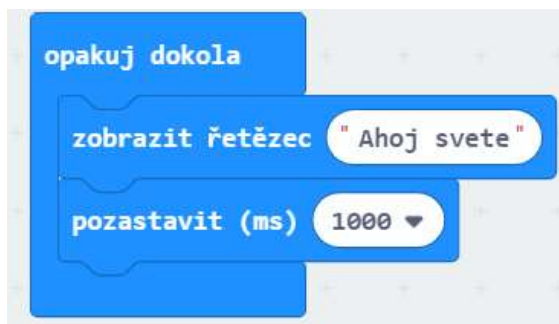 opakuj dokola
zobrazit řetězec "Ahoj svete"
pozastavit (ms) 1000